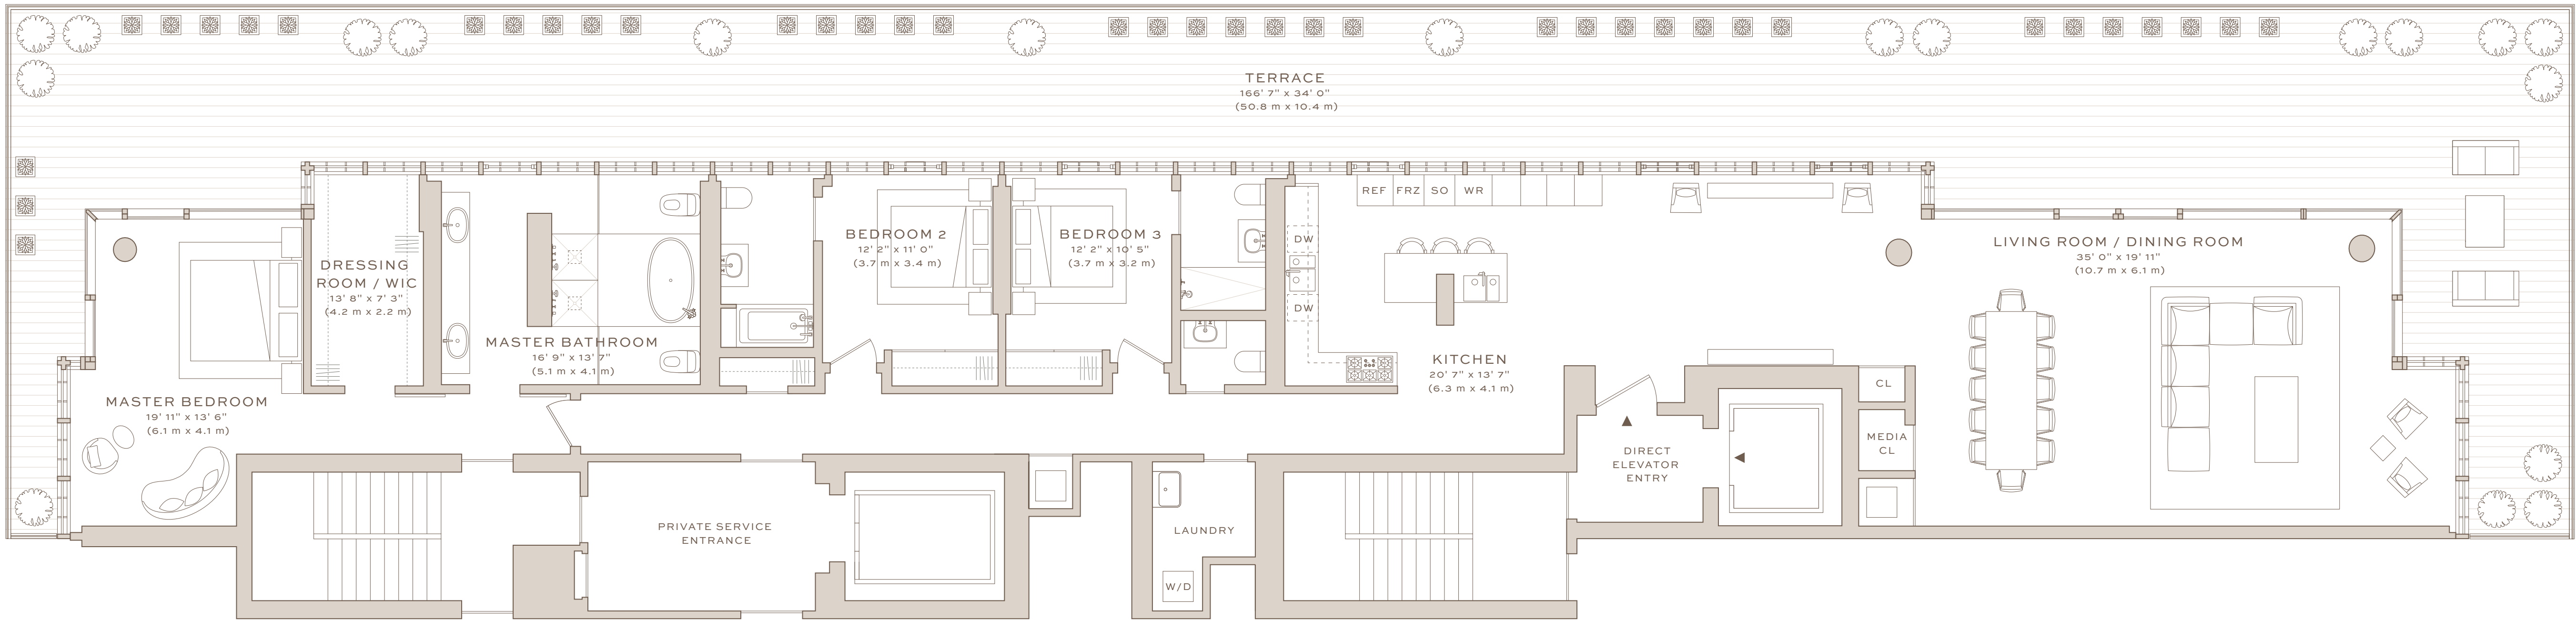 TERRACE
166' 7" x 34' 0"
(50.8 m x 10.4 m)
REF FRZ SO WR
DW
DW
BEDROOM 2
12' 2" x 11' 0"
(3.7 m x 3.4 m)
BEDROOM 3
12' 2" x 10' 5"
(3.7 m x 3.2 m)
LIVING ROOM / DINING ROOM
35' 0" x 19' 11"
(10.7 m x 6.1 m)
DRESSING
ROOM / WIC
13' 8" x 7' 3"
(4.2 m x 2.2 m)
MASTER BATHROOM
16' 9" x 13' 7"
(5.1 m x 4.1 m)
KITCHEN
20' 7" x 13' 7"
(6.3 m x 4.1 m)
MASTER BEDROOM
19' 11" x 13' 6"
(6.1 m x 4.1 m)
CL
MEDIA
CL
DIRECT
ELEVATOR
ENTRY
PRIVATE SERVICE
ENTRANCE
LAUNDRY
W/D